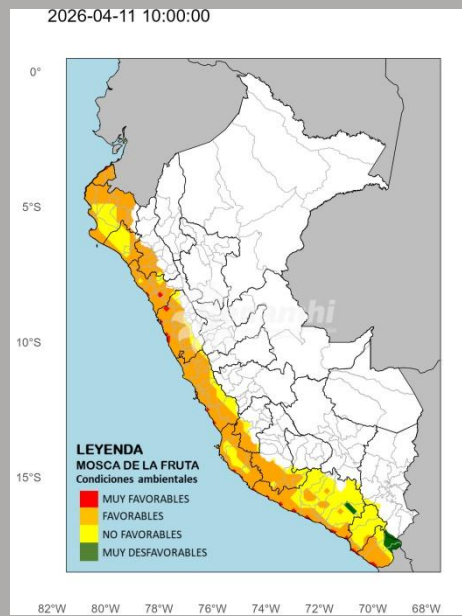 2026-04-11 10:00:00
0°
5°S
10°S
15°S
senamhi
LEYENDA
MOSCA DE LA FRUTA
Condiciones ambientales
MUY FAVORABLES
FAVORABLES
NO FAVORABLES
MUY DESFAVORABLES
82°W 80°W 78°W 76°W 74°W 72°W 70°W 68°W